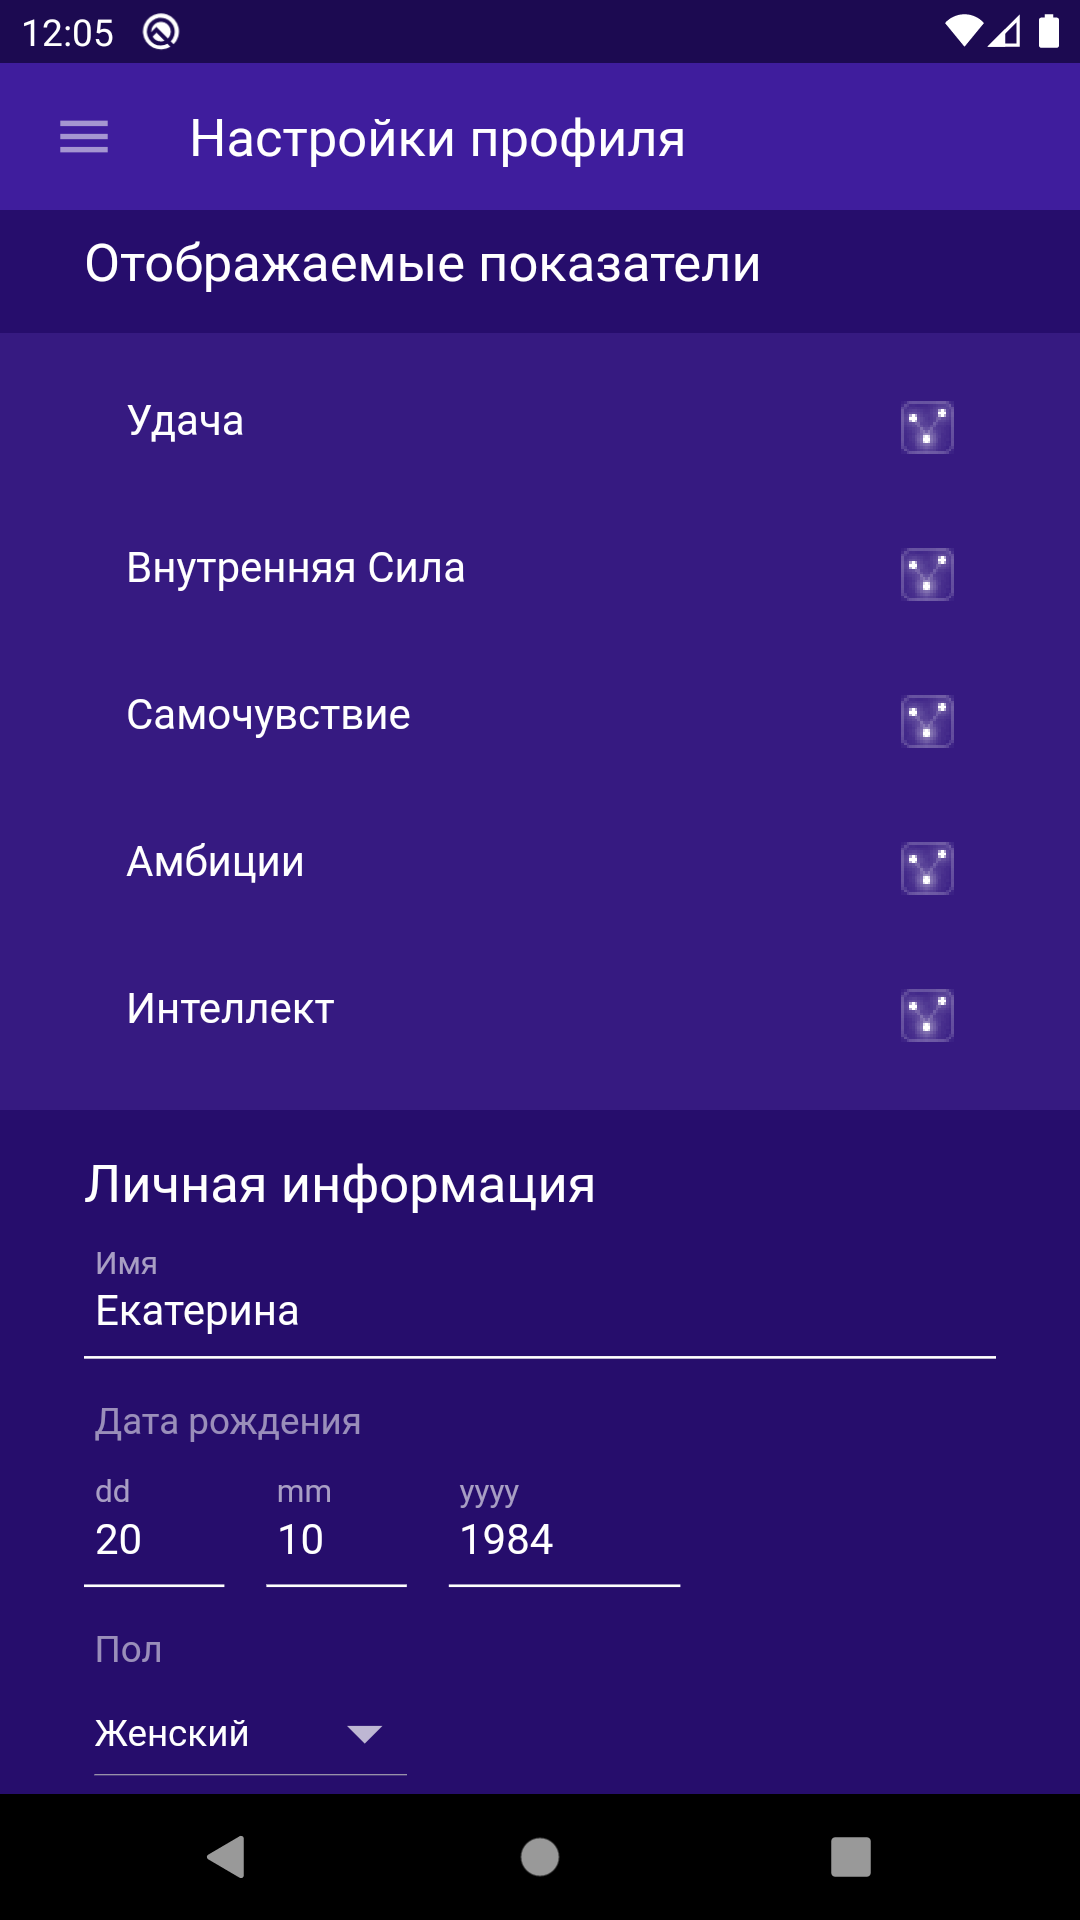 12:05
Настройки профиля
Отображаемые показатели
Удача
Внутренняя Сила
Самочувствие
Амбиции
Интеллект
Личная информация
Имя
Екатерина
Дата рождения
dd mm yyyy
20 10 1984
Пол
Женский